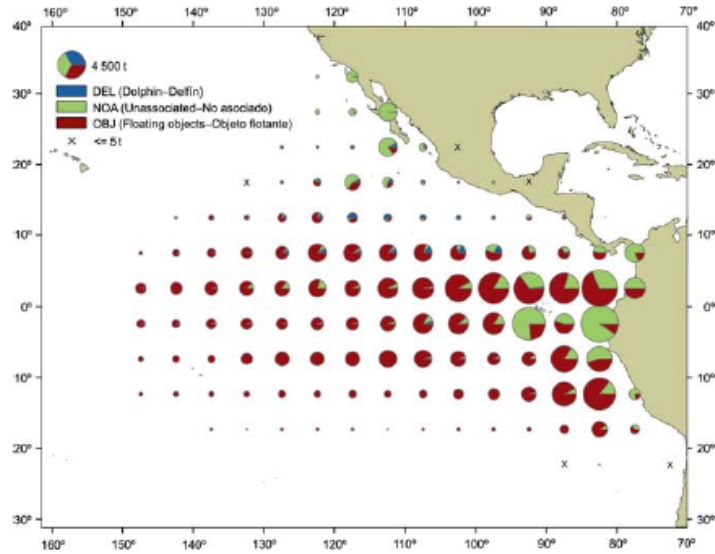 160° 150° 140° 130° 120° 110° 100° 90° 80° 70°
40° 40°
4 500 t
DEL (Dolphin–Delfín)
30° 30°
NOA (Unassociated–No asociado)
OBJ (Floating objects–Objeto flotante)
x <= 5 t
x
20° 20°
x x
10° 10°
0° 0°
10° 10°
20° 20°
x x
30° 30°
160° 150° 140° 130° 120° 110° 100° 90° 80° 70°